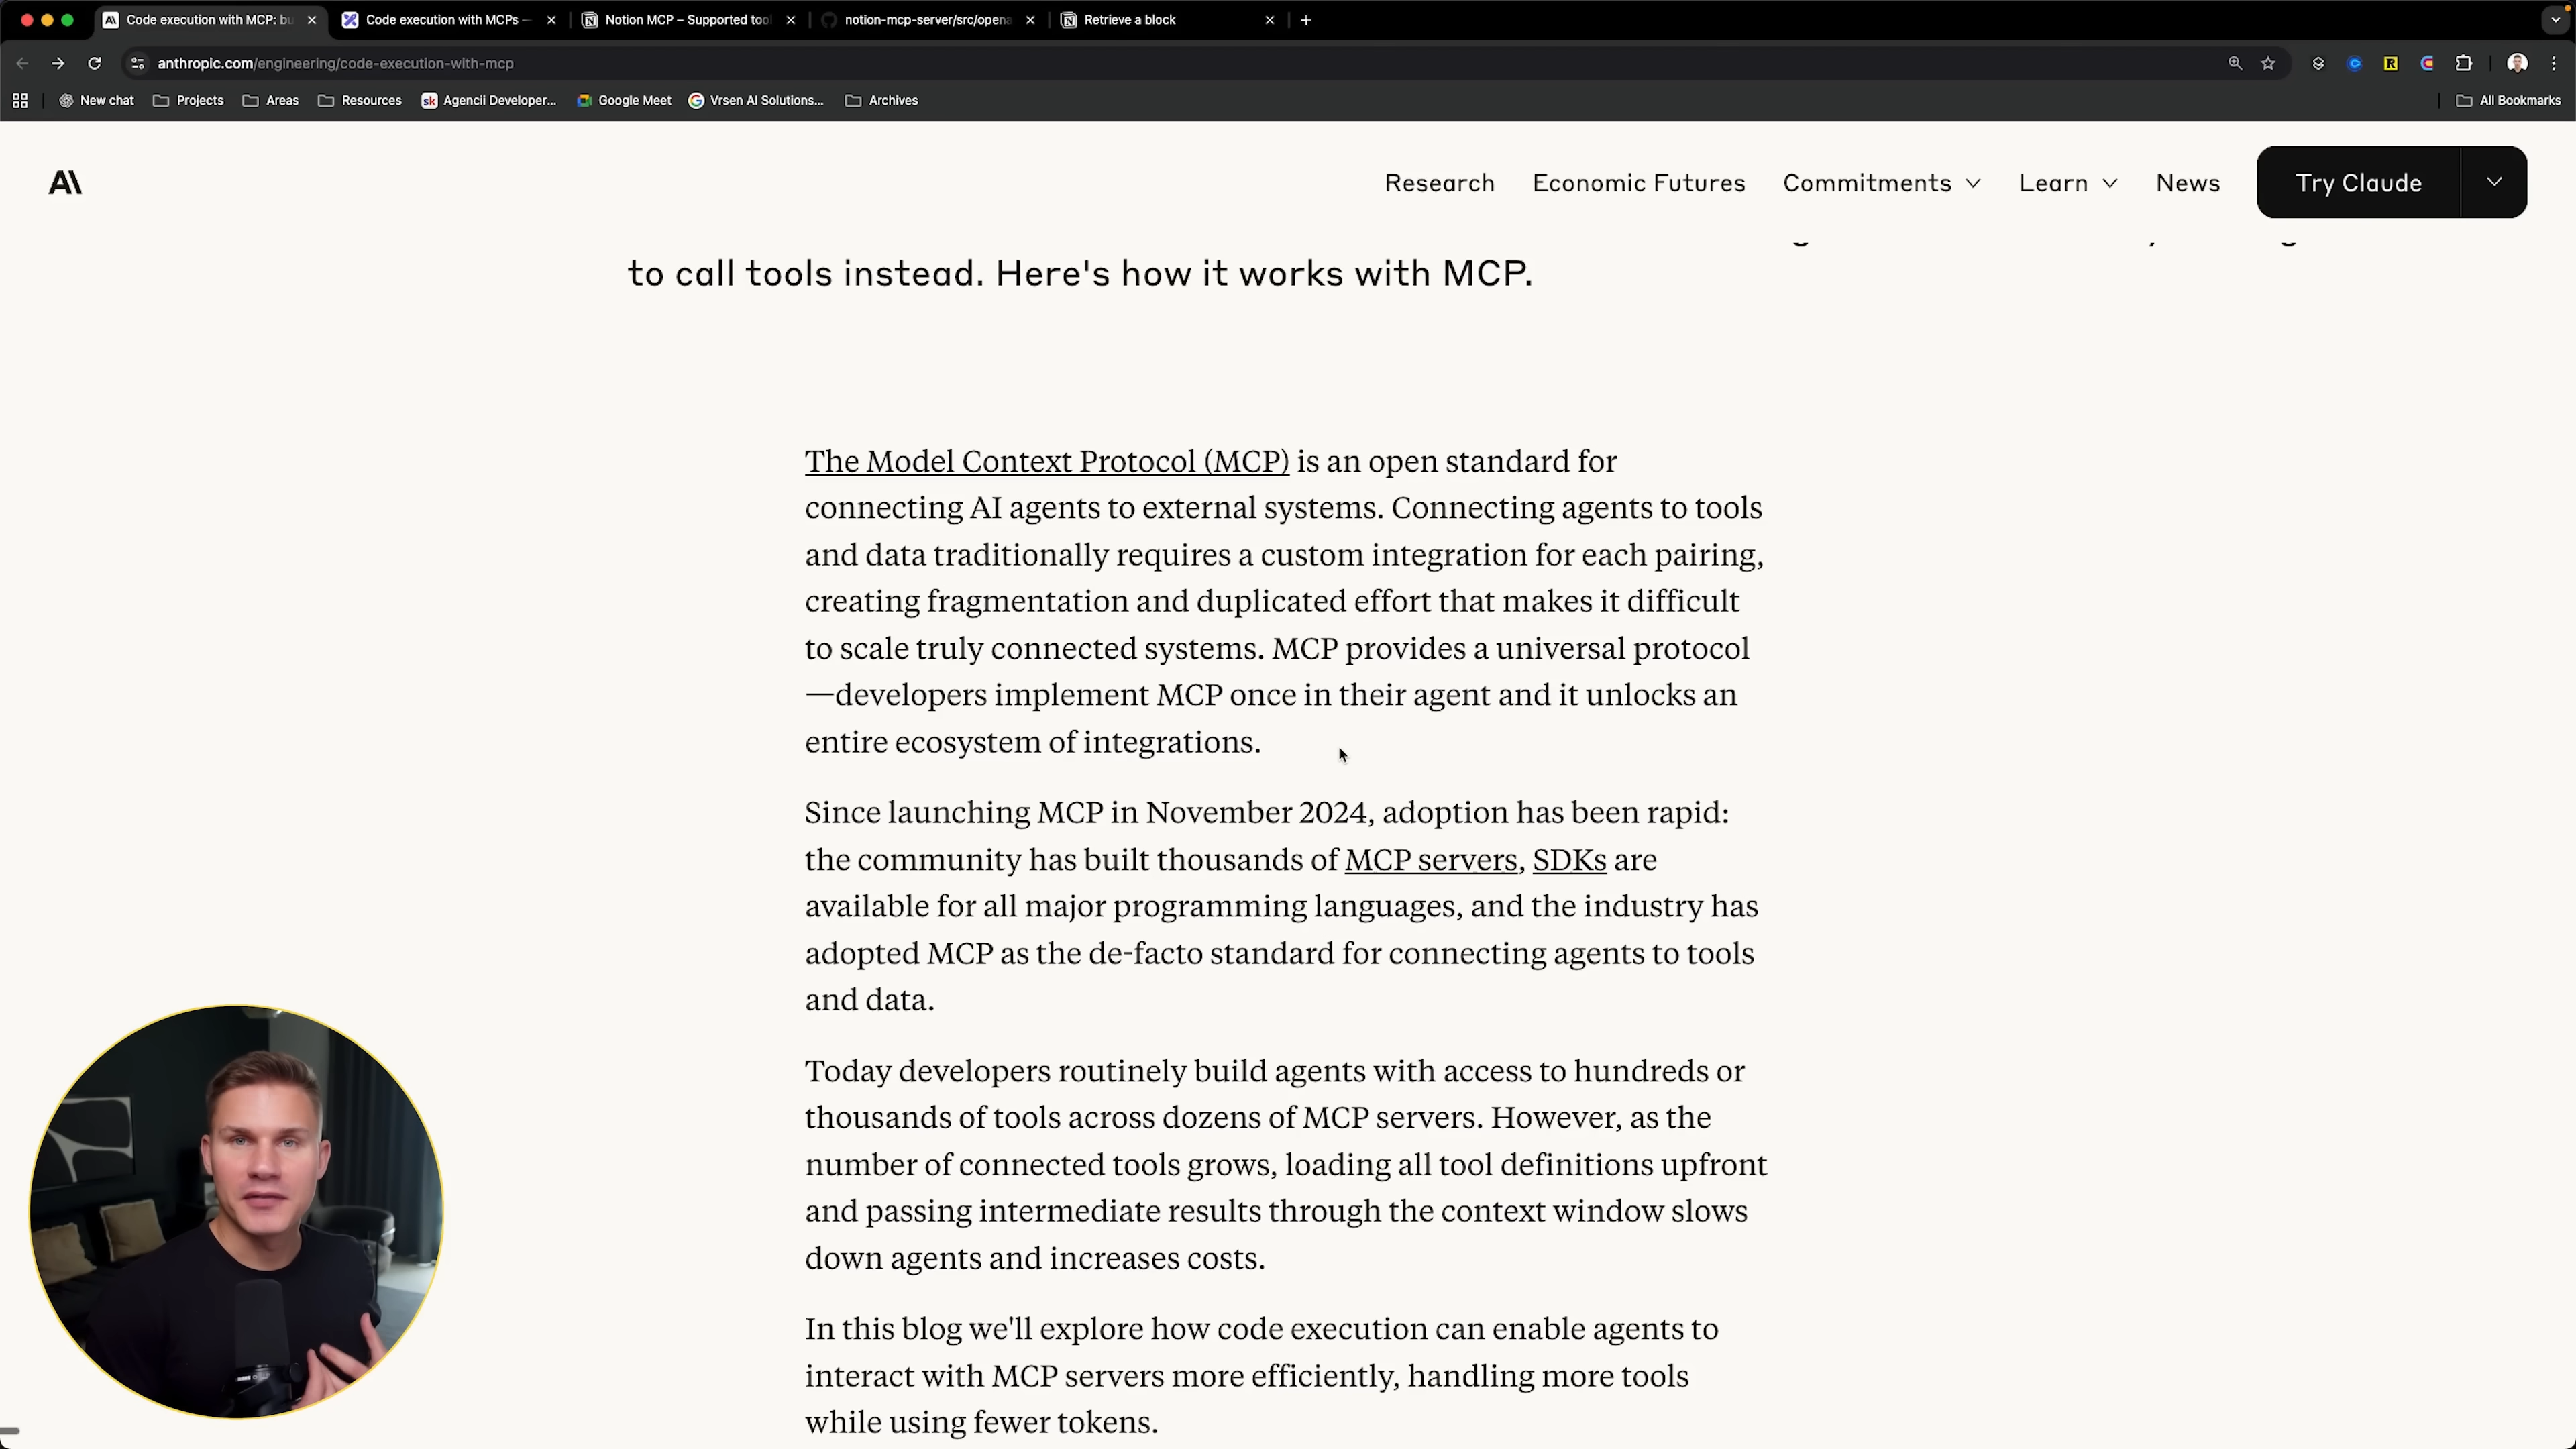 Code execution with MCP: bu
Code execution with MCPs –
Notion MCP – Supported tool
notion-mcp-server/src/opena
Retrieve a block
anthropic.com/engineering/code-execution-with-mcp
New chat
Projects
Areas
Resources
sk
Agencii Developer...
Google Meet
Vrsen AI Solutions...
Archives
All Bookmarks
Research
Economic Futures
Commitments
Learn
News
Try Claude
to call tools instead. Here's how it works with MCP.
The Model Context Protocol (MCP) is an open standard for
connecting AI agents to external systems. Connecting agents to tools
and data traditionally requires a custom integration for each pairing,
creating fragmentation and duplicated effort that makes it difficult
to scale truly connected systems. MCP provides a universal protocol
—developers implement MCP once in their agent and it unlocks an
entire ecosystem of integrations.
Since launching MCP in November 2024, adoption has been rapid:
the community has built thousands of MCP servers, SDKs are
available for all major programming languages, and the industry has
adopted MCP as the de-facto standard for connecting agents to tools
and data.
Today developers routinely build agents with access to hundreds or
thousands of tools across dozens of MCP servers. However, as the
number of connected tools grows, loading all tool definitions upfront
and passing intermediate results through the context window slows
down agents and increases costs.
In this blog we'll explore how code execution can enable agents to
interact with MCP servers more efficiently, handling more tools
while using fewer tokens.